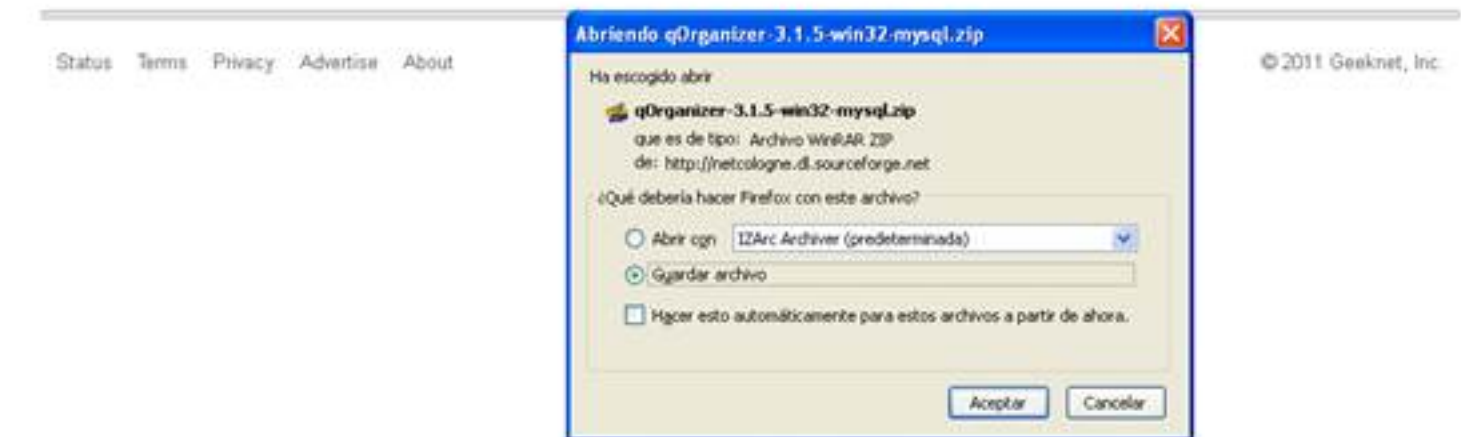 Abriendo qOrganizer-3.1.5-win32-mysql.zip
Status Terms Privacy Advertise About
© 2011 Geeknet, Inc.
Ha escogido abrir
qOrganizer-3.1.5-win32-mysql.zip
que es de tipo: Archivo WinRAR ZIP
de: http://netcologne.dl.sourceforge.net
¿Qué debería hacer Firefox con este archivo?
Abrir con IZArc Archiver (predeterminada)
Guardar archivo
Hacer esto automáticamente para estos archivos a partir de ahora.
Aceptar Cancelar